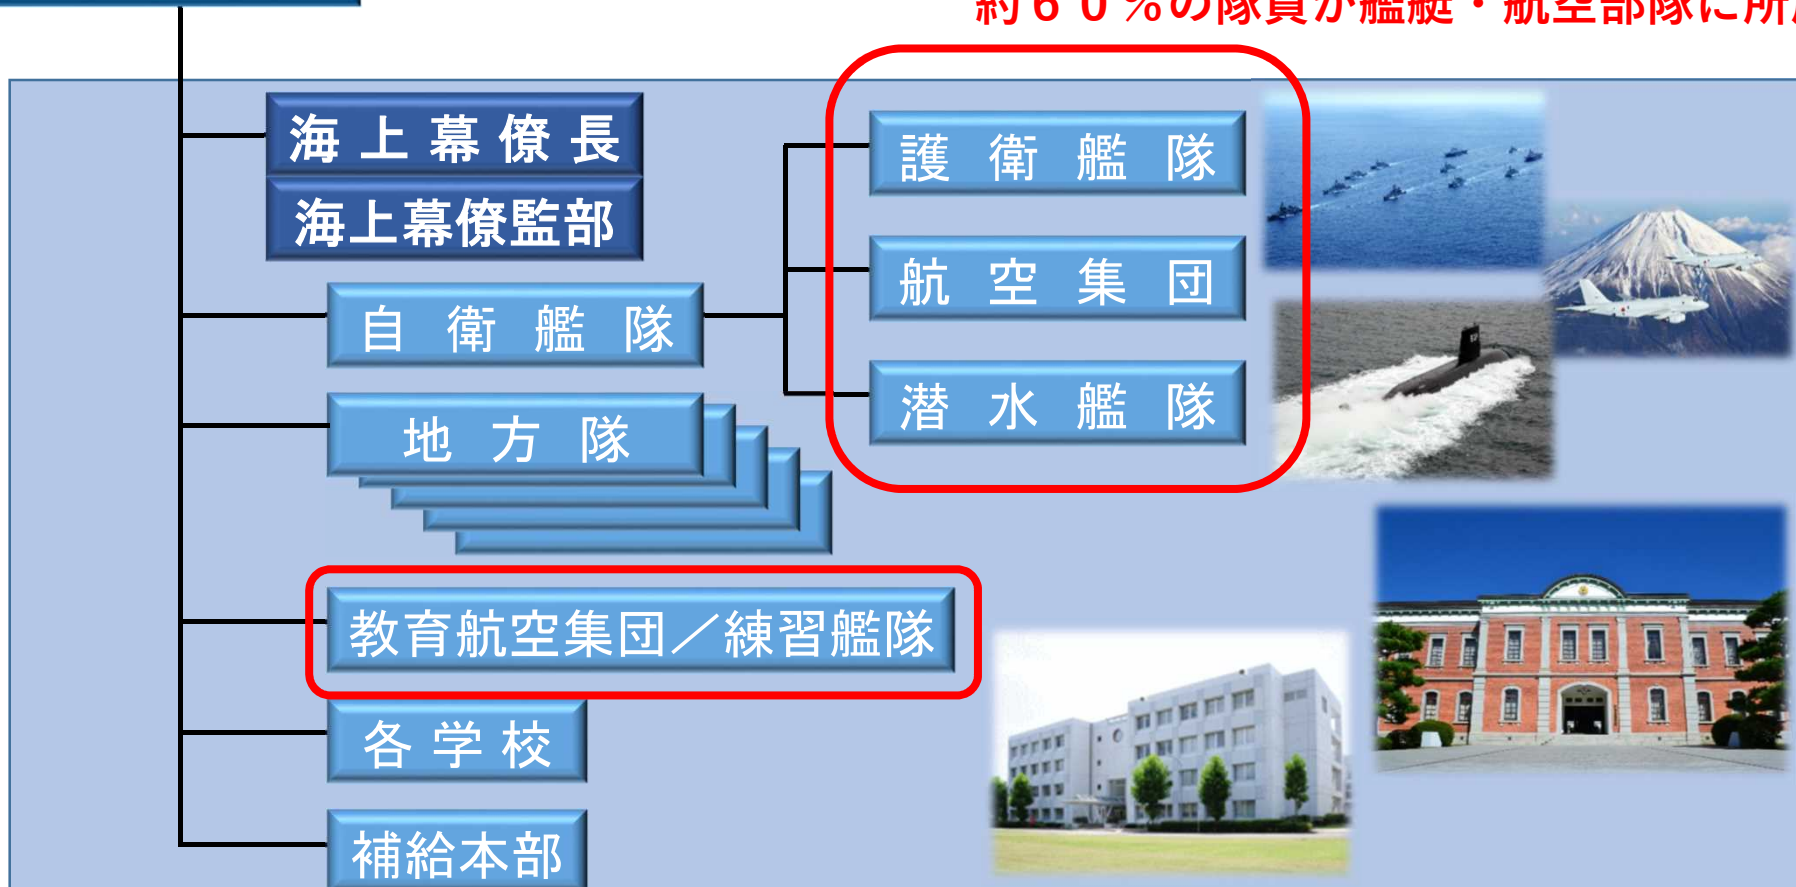 約６０％の隊員が艦艇・航空部隊に所
海上幕僚長
海上幕僚監部
自衛艦隊
護衛艦隊
航空集団
潜水艦隊
地方隊
教育航空集団／練習艦隊
各学校
補給本部